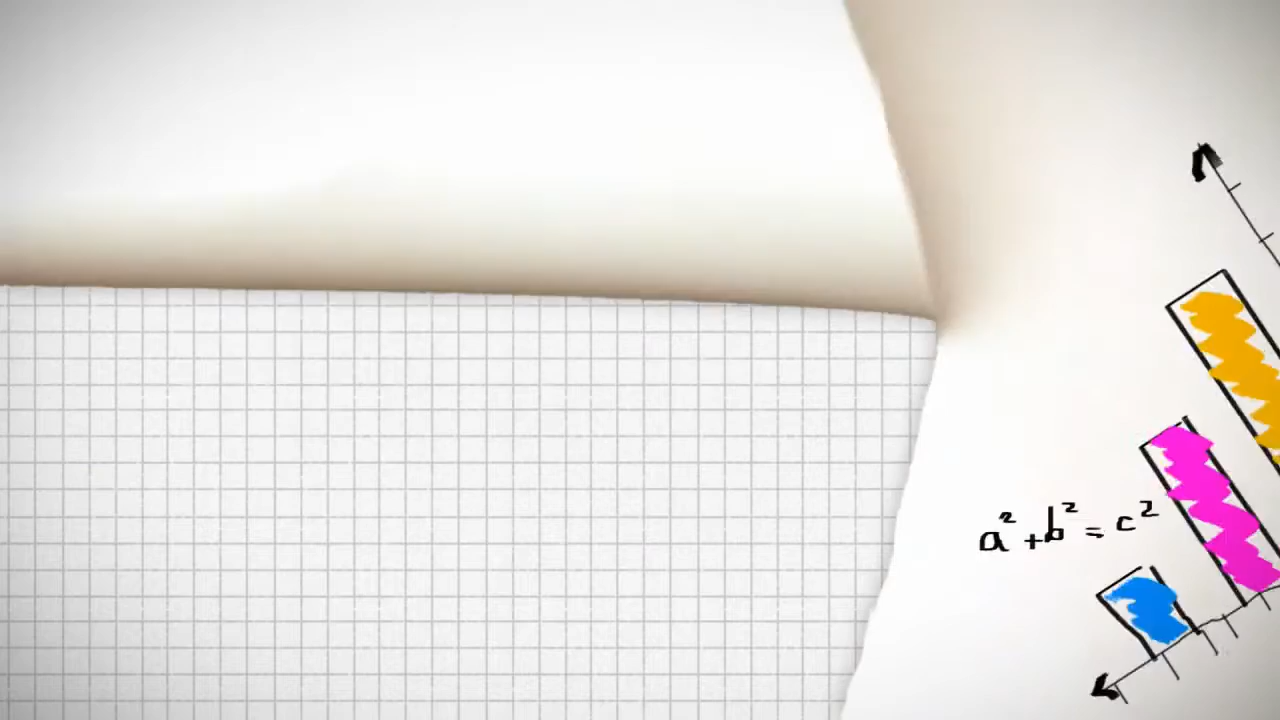 a² + b² = c²